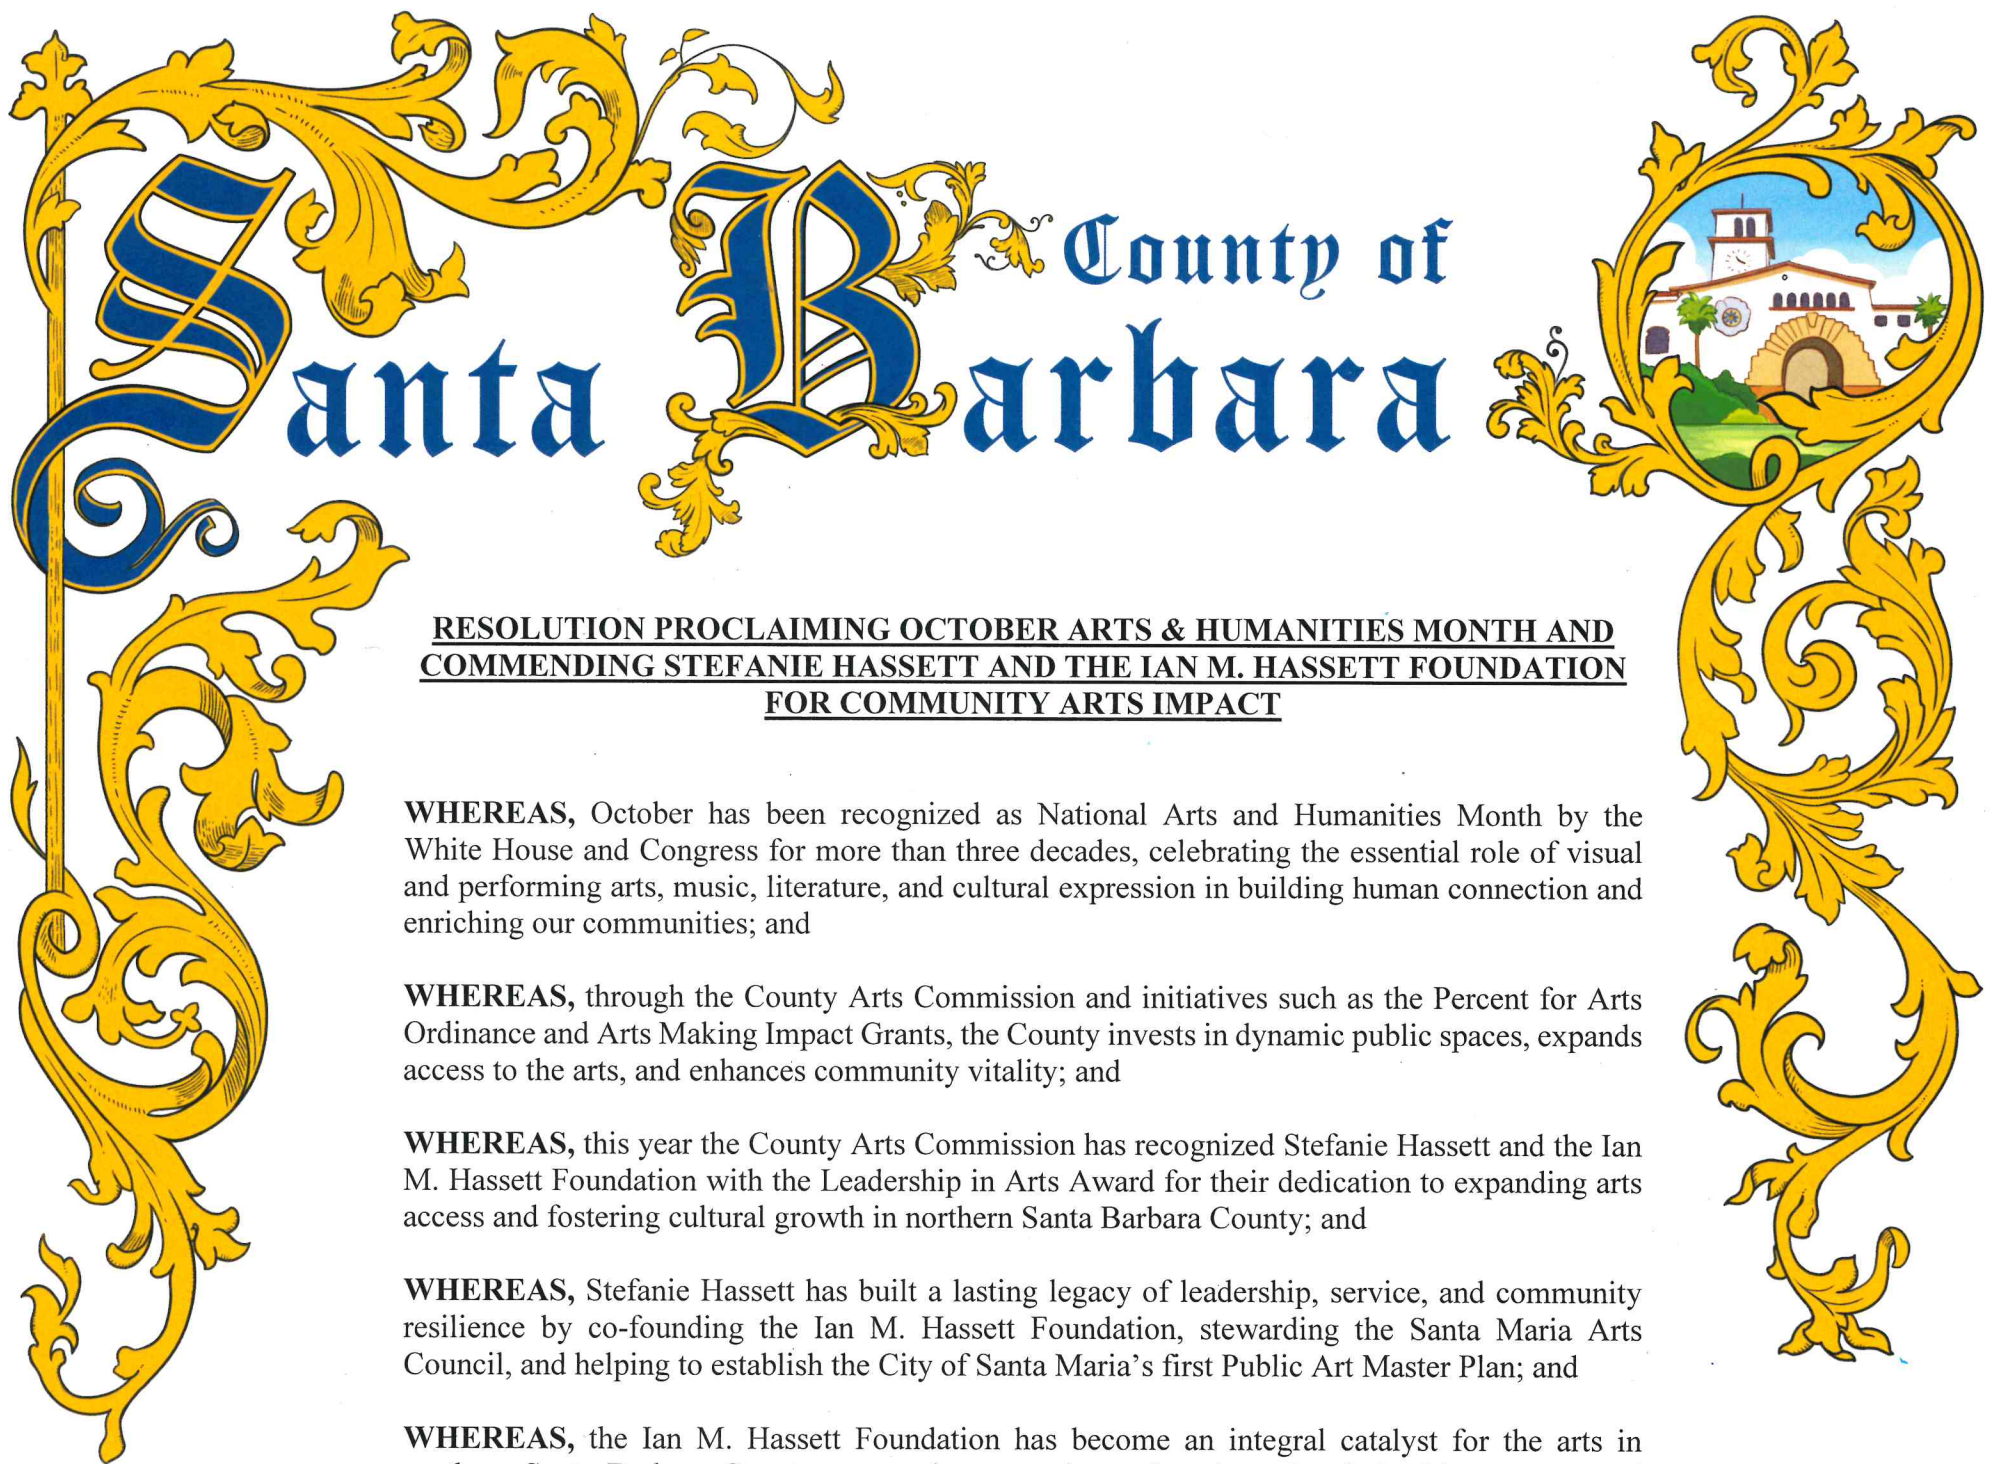 County of
Santa Barbara
RESOLUTION PROCLAIMING OCTOBER ARTS & HUMANITIES MONTH AND
COMMENDING STEFANIE HASSETT AND THE IAN M. HASSETT FOUNDATION
FOR COMMUNITY ARTS IMPACT
WHEREAS, October has been recognized as National Arts and Humanities Month by the
White House and Congress for more than three decades, celebrating the essential role of visual
and performing arts, music, literature, and cultural expression in building human connection and
enriching our communities; and
WHEREAS, through the County Arts Commission and initiatives such as the Percent for Arts
Ordinance and Arts Making Impact Grants, the County invests in dynamic public spaces, expands
access to the arts, and enhances community vitality; and
WHEREAS, this year the County Arts Commission has recognized Stefanie Hassett and the Ian
M. Hassett Foundation with the Leadership in Arts Award for their dedication to expanding arts
access and fostering cultural growth in northern Santa Barbara County; and
WHEREAS, Stefanie Hassett has built a lasting legacy of leadership, service, and community
resilience by co-founding the Ian M. Hassett Foundation, stewarding the Santa Maria Arts
Council, and helping to establish the City of Santa Maria's first Public Art Master Plan; and
WHEREAS, the Ian M. Hassett Foundation has become an integral catalyst for the arts in